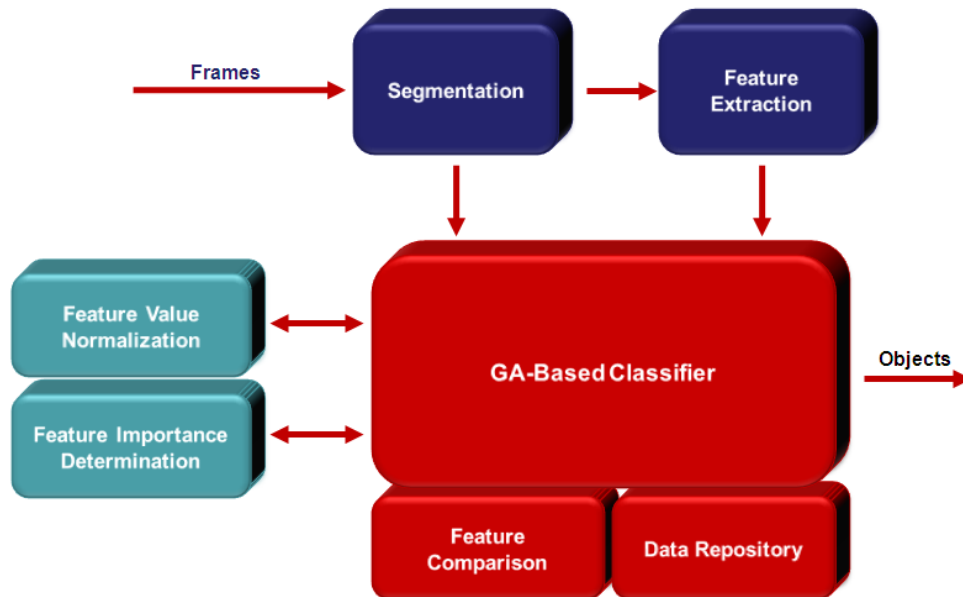 Frames
Segmentation
Feature
Extraction
Feature Value
Normalization
GA-Based Classifier
Objects
Feature Importance
Determination
Feature
Comparison
Data Repository